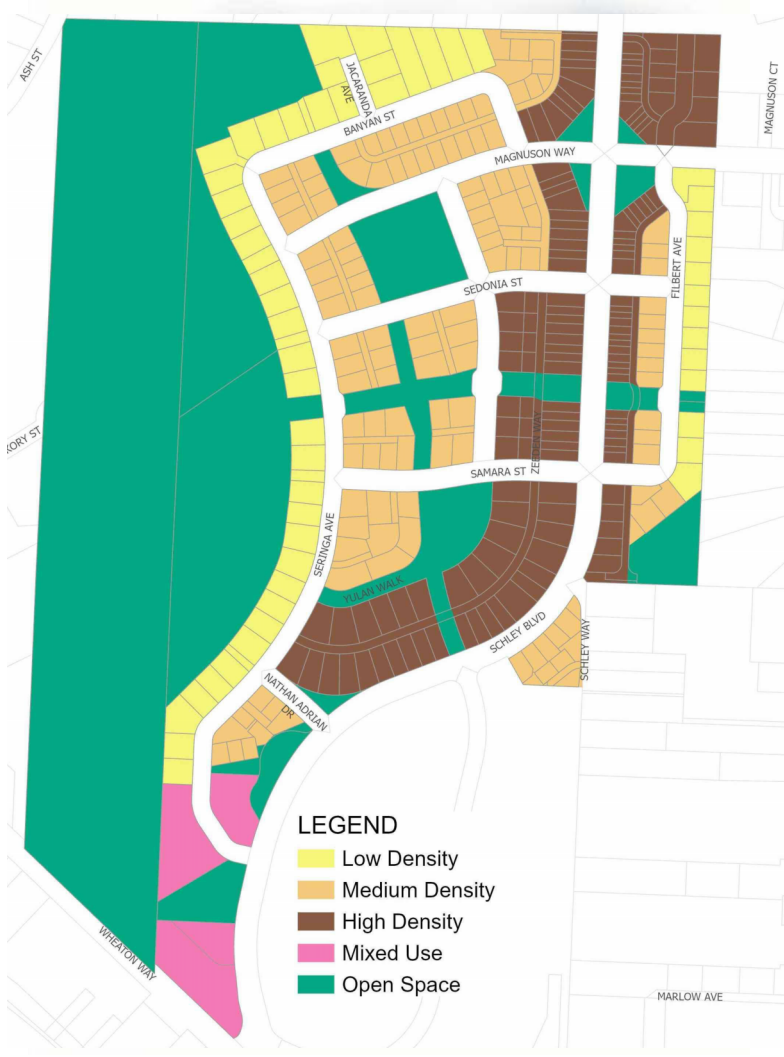 ASH ST
MAGNUSON CT
JACARANDA
AVE
BANYAN ST
MAGNUSON WAY
FILBERT AVE
SEDONIA ST
KORY ST
ZEEDEN WAY
SAMARA ST
SERINGA AVE
YULAN WALK
SCHLEY BLVD
SCHLEY WAY
NATHAN ADRIAN
DR
LEGEND
Low Density
Medium Density
High Density
Mixed Use
Open Space
WHEATON WAY
MARLOW AVE